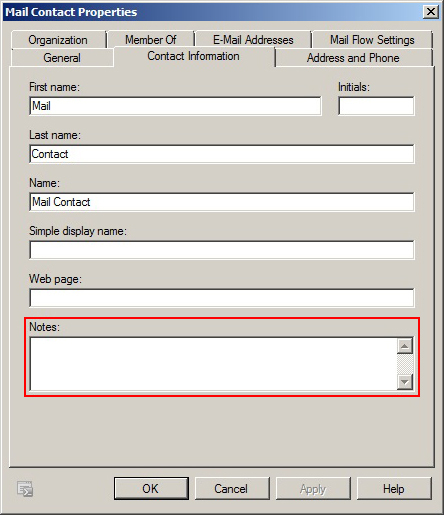 Mail Contact Properties
Organization Member Of E-Mail Addresses Mail Flow Settings
General Contact Information Address and Phone
First name: Initials:
Mail
Last name:
Contact
Name:
Mail Contact
Simple display name:
Web page:
Notes:
OK Cancel Apply Help